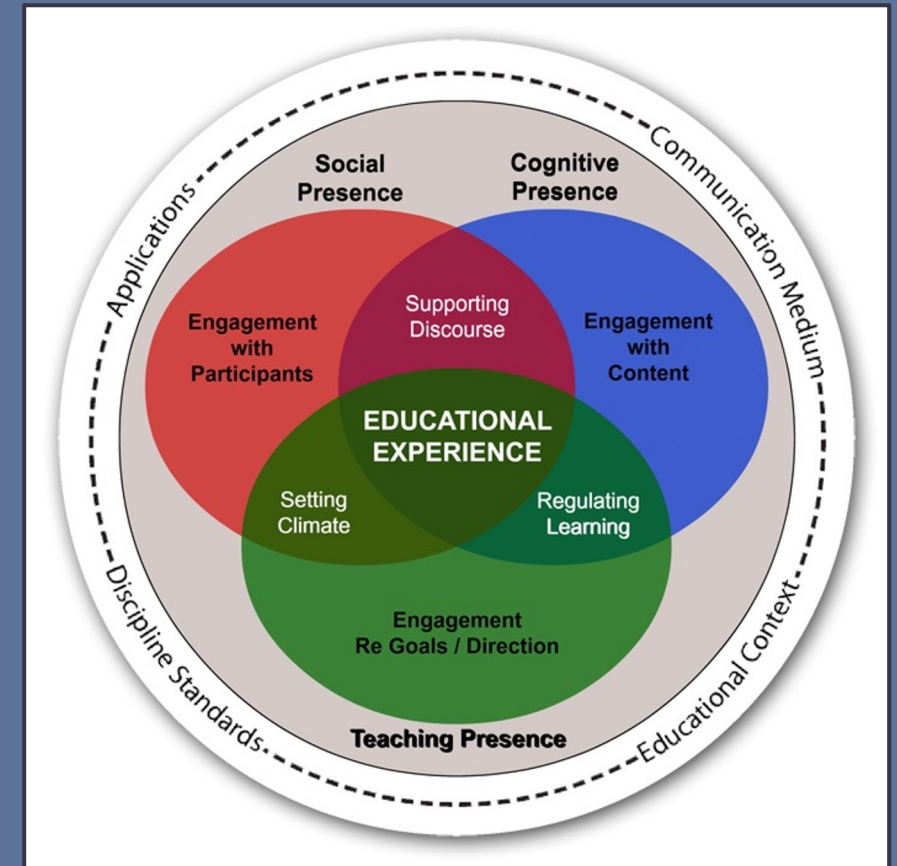 Social
Presence
Cognitive
Presence
Applications
Communication Medium
Supporting
Discourse
Engagement
with
Participants
Engagement
with
Content
EDUCATIONAL
EXPERIENCE
Setting
Climate
Regulating
Learning
Engagement
Re Goals / Direction
Discipline Standards
Educational Context
Teaching Presence